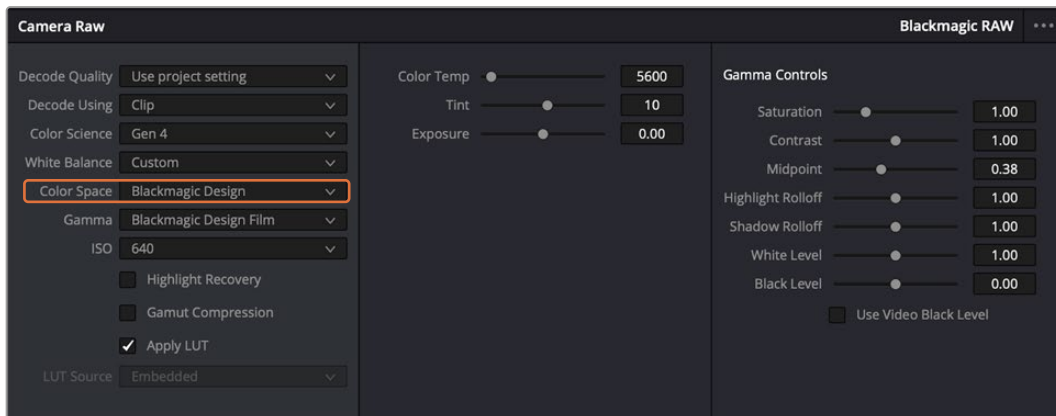 Camera Raw
Blackmagic RAW
Decode Quality Use project setting
Decode Using Clip
Color Science Gen 4
White Balance Custom
Color Space Blackmagic Design
Gamma Blackmagic Design Film
ISO 640
Highlight Recovery
Gamut Compression
Apply LUT
LUT Source Embedded
Color Temp 5600
Tint 10
Exposure 0.00
Gamma Controls
Saturation 1.00
Contrast 1.00
Midpoint 0.38
Highlight Rolloff 1.00
Shadow Rolloff 1.00
White Level 1.00
Black Level 0.00
Use Video Black Level